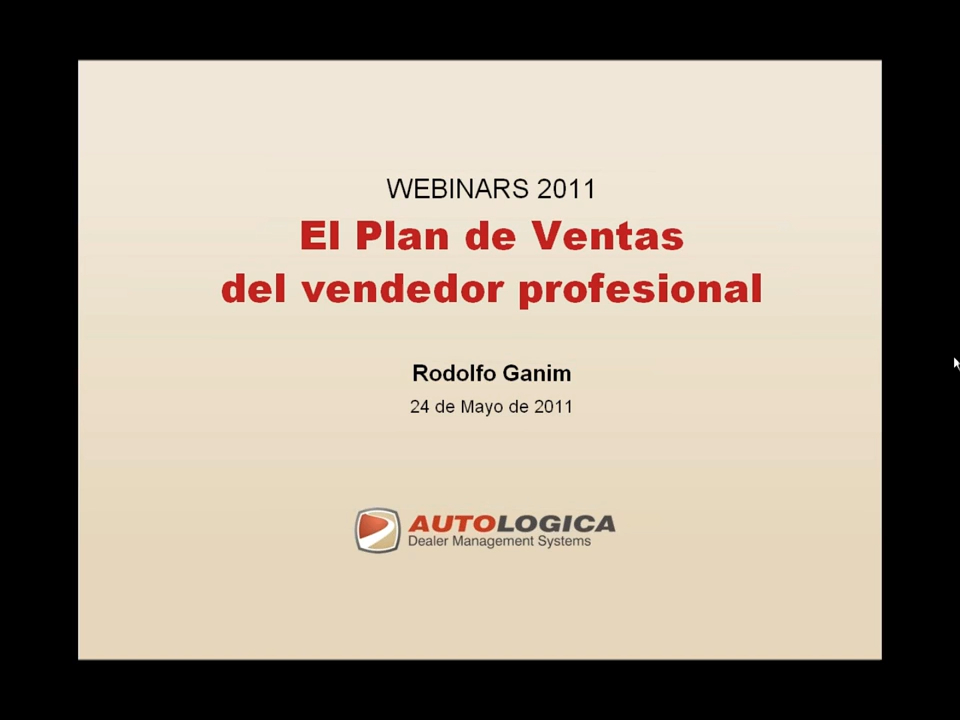 WEBINARS 2011
El Plan de Ventas
del vendedor profesional
Rodolfo Ganim
24 de Mayo de 2011
AUTOLOGICA
Dealer Management Systems